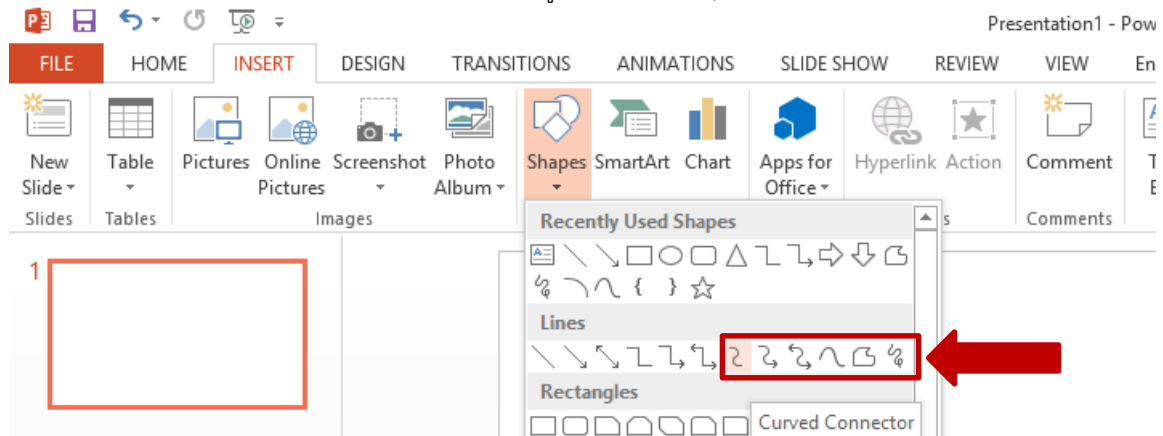 Presentation1 - Pow
FILE HOME INSERT DESIGN TRANSITIONS ANIMATIONS SLIDE SHOW REVIEW VIEW En
New Slide
Table
Pictures
Online Pictures
Screenshot
Photo Album
Shapes
SmartArt
Chart
Apps for Office
Hyperlink
Action
Comment
Slides Tables Images Comments
Recently Used Shapes
1
Lines
Rectangles
Curved Connector